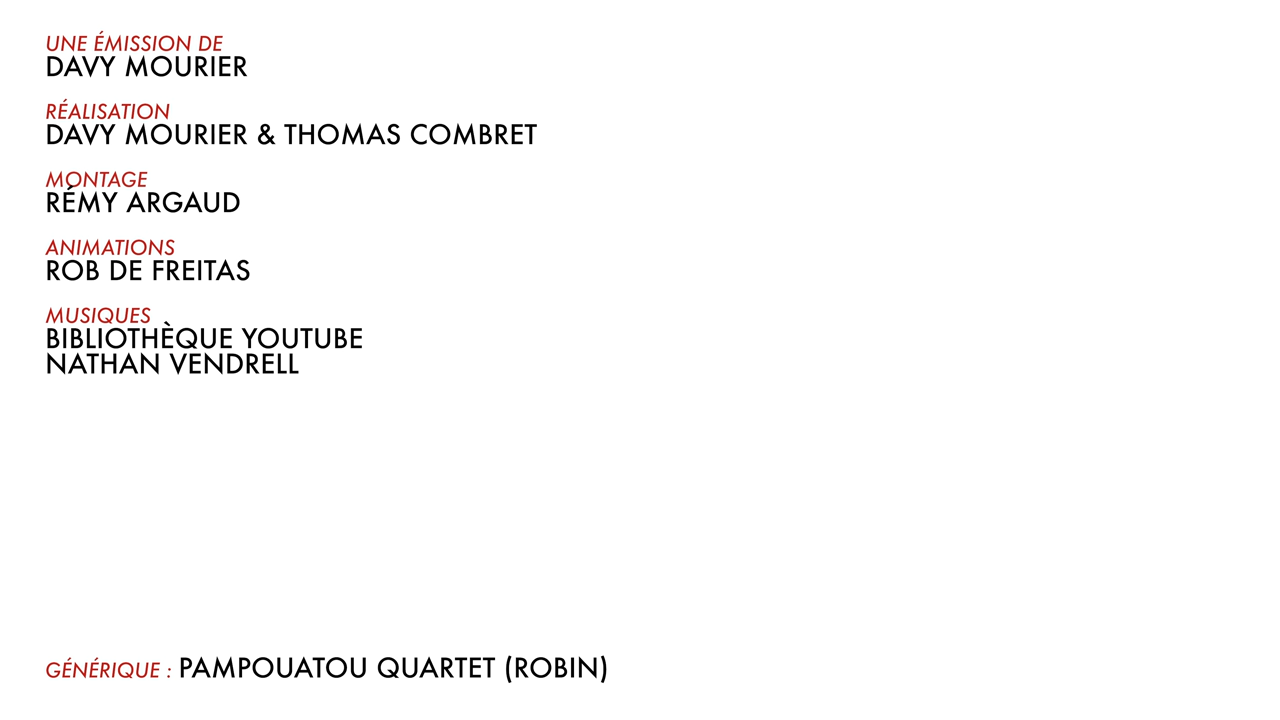 UNE ÉMISSION DE
DAVY MOURIER
RÉALISATION
DAVY MOURIER & THOMAS COMBRET
MONTAGE
RÉMY ARGAUD
ANIMATIONS
ROB DE FREITAS
MUSIQUES
BIBLIOTHÈQUE YOUTUBE
NATHAN VENDRELL
GÉNÉRIQUE : PAMPOUATOU QUARTET (ROBIN)